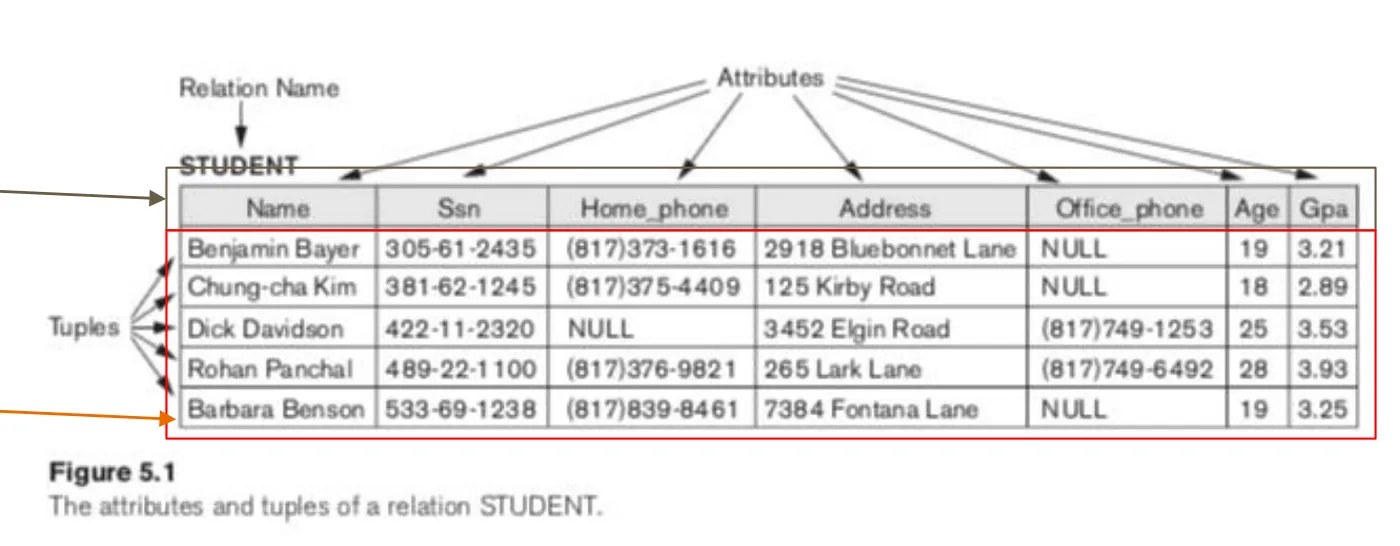 Attributes
Relation Name
STUDENT
Name Ssn Home_phone Address Office_phone Age Gpa
Benjamin Bayer 305-61-2435 (817)373-1616 2918 Bluebonnet Lane NULL 19 3.21
Chung-cha Kim 381-62-1245 (817)375-4409 125 Kirby Road NULL 18 2.89
Tuples Dick Davidson 422-11-2320 NULL 3452 Elgin Road (817)749-1253 25 3.53
Rohan Panchal 489-22-1100 (817)376-9821 265 Lark Lane (817)749-6492 28 3.93
Barbara Benson 533-69-1238 (817)839-8461 7384 Fontana Lane NULL 19 3.25
Figure 5.1
The attributes and tuples of a relation STUDENT.